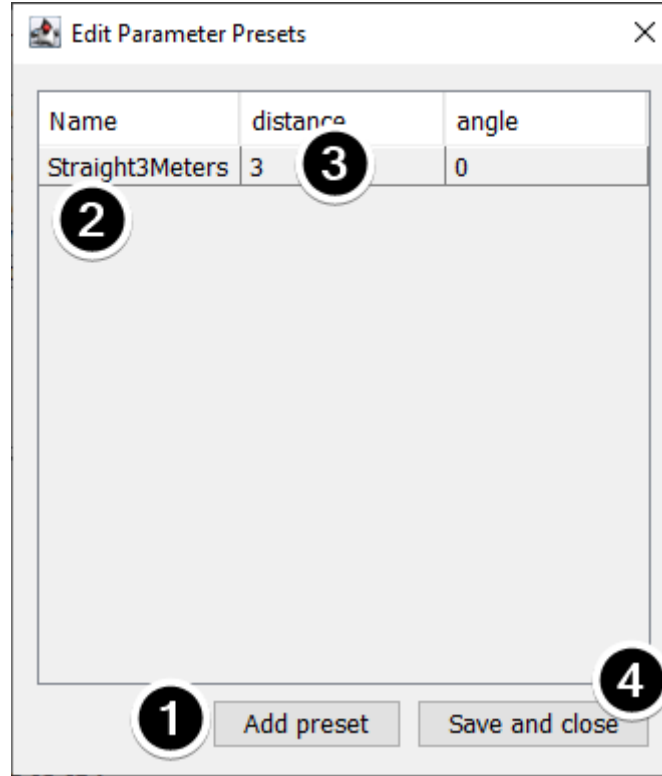 Edit Parameter Presets
Name distance angle
Straight3Meters 3 0
3
2
4
1 Add preset Save and close